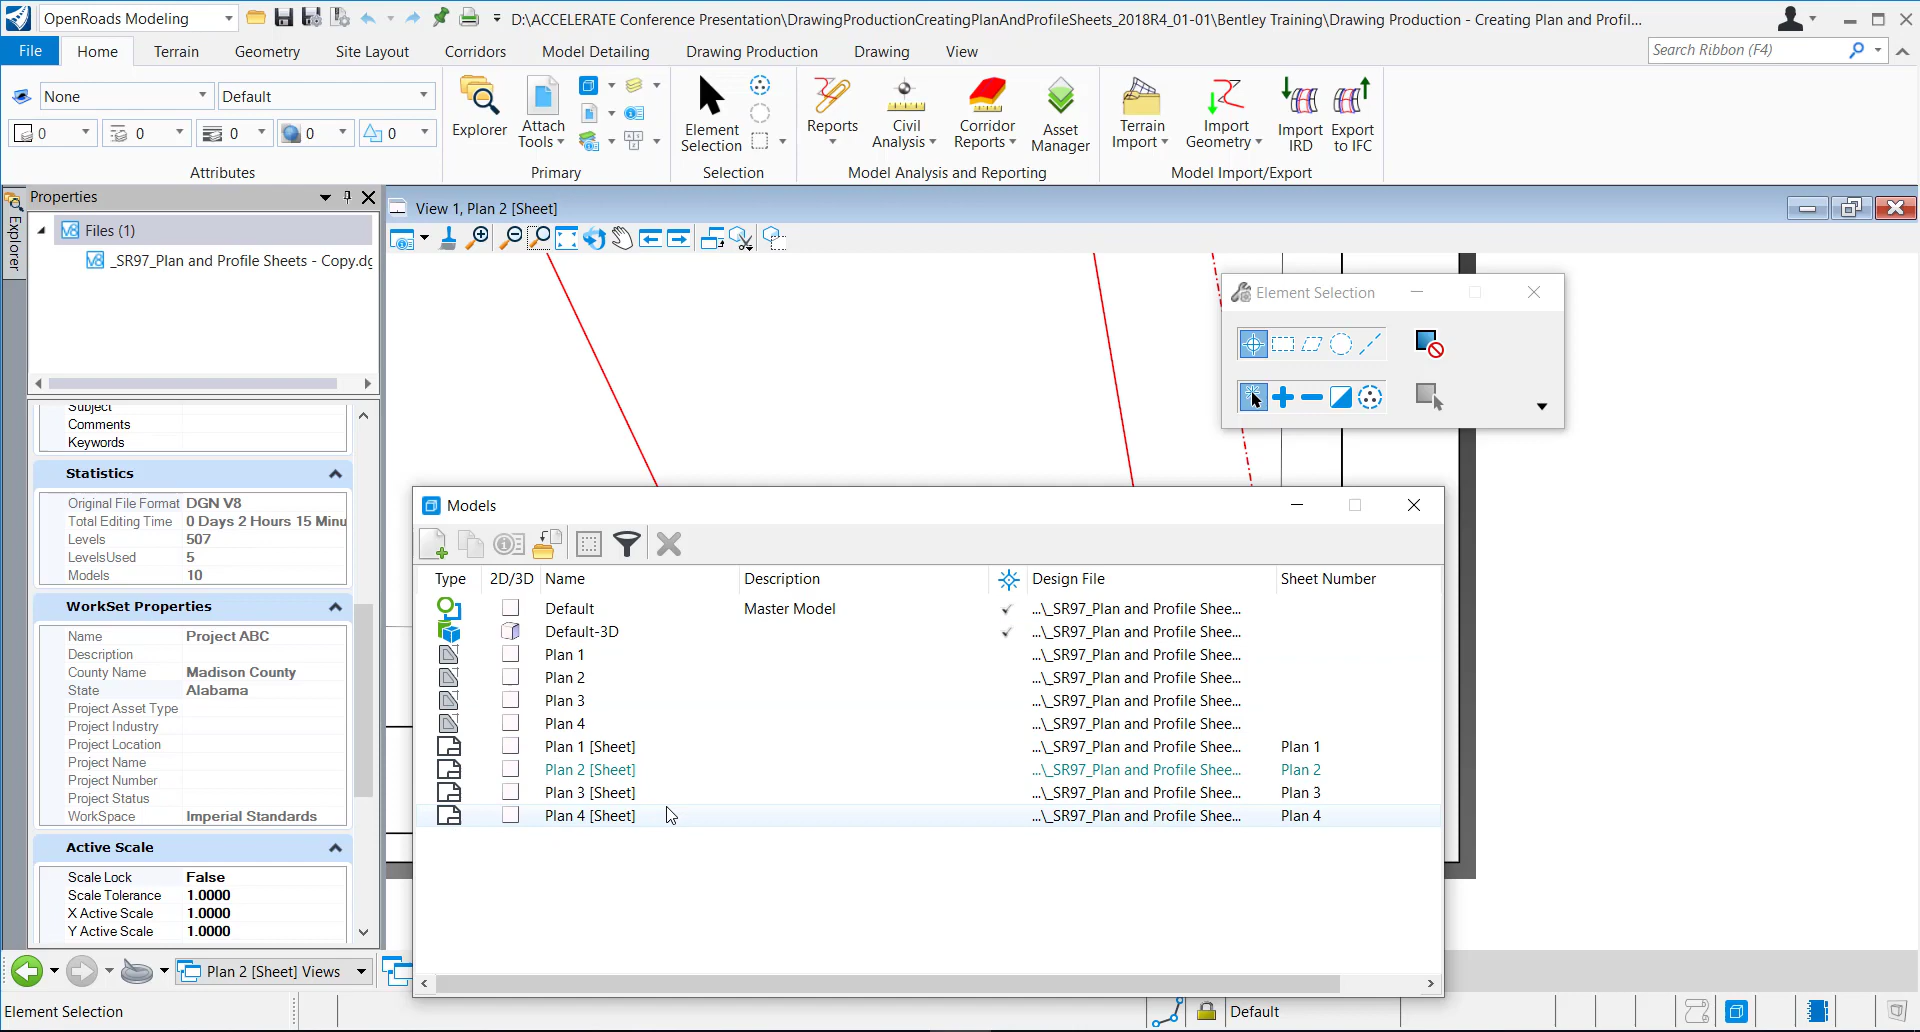 OpenRoads Modeling D:\ACCELERATE Conference Presentation\DrawingProductionCreatingPlanAndProfileSheets_2018R4_01-01\Bentley Training\Drawing Production - Creating Plan and Profil...
File Home Terrain Geometry Site Layout Corridors Model Detailing Drawing Production Drawing View Search Ribbon (F4)
None Default
0 0 0 0 0
Explorer Attach Tools Element Selection Reports Civil Analysis Corridor Reports Asset Manager Terrain Import Import Geometry Import IRD Export to IFC
Attributes Primary Selection Model Analysis and Reporting Model Import/Export
Explorer
Properties
Files (1)
_SR97_Plan and Profile Sheets - Copy.dg
View 1, Plan 2 [Sheet]
Element Selection
Subject
Comments
Keywords
Statistics
Original File Format DGN V8
Total Editing Time 0 Days 2 Hours 15 Minu
Levels 507
LevelsUsed 5
Models 10
WorkSet Properties
Name Project ABC
Description
County Name Madison County
State Alabama
Project Asset Type
Project Industry
Project Location
Project Name
Project Number
Project Status
WorkSpace Imperial Standards
Active Scale
Scale Lock False
Scale Tolerance 1.0000
X Active Scale 1.0000
Y Active Scale 1.0000
Models
Type 2D/3D Name Description Design File Sheet Number
Default Master Model ...\_SR97_Plan and Profile Shee...
Default-3D ...\_SR97_Plan and Profile Shee...
Plan 1 ...\_SR97_Plan and Profile Shee...
Plan 2 ...\_SR97_Plan and Profile Shee...
Plan 3 ...\_SR97_Plan and Profile Shee...
Plan 4 ...\_SR97_Plan and Profile Shee...
Plan 1 [Sheet] ...\_SR97_Plan and Profile Shee... Plan 1
Plan 2 [Sheet] ...\_SR97_Plan and Profile Shee... Plan 2
Plan 3 [Sheet] ...\_SR97_Plan and Profile Shee... Plan 3
Plan 4 [Sheet] ...\_SR97_Plan and Profile Shee... Plan 4
Plan 2 [Sheet] Views
Element Selection Default